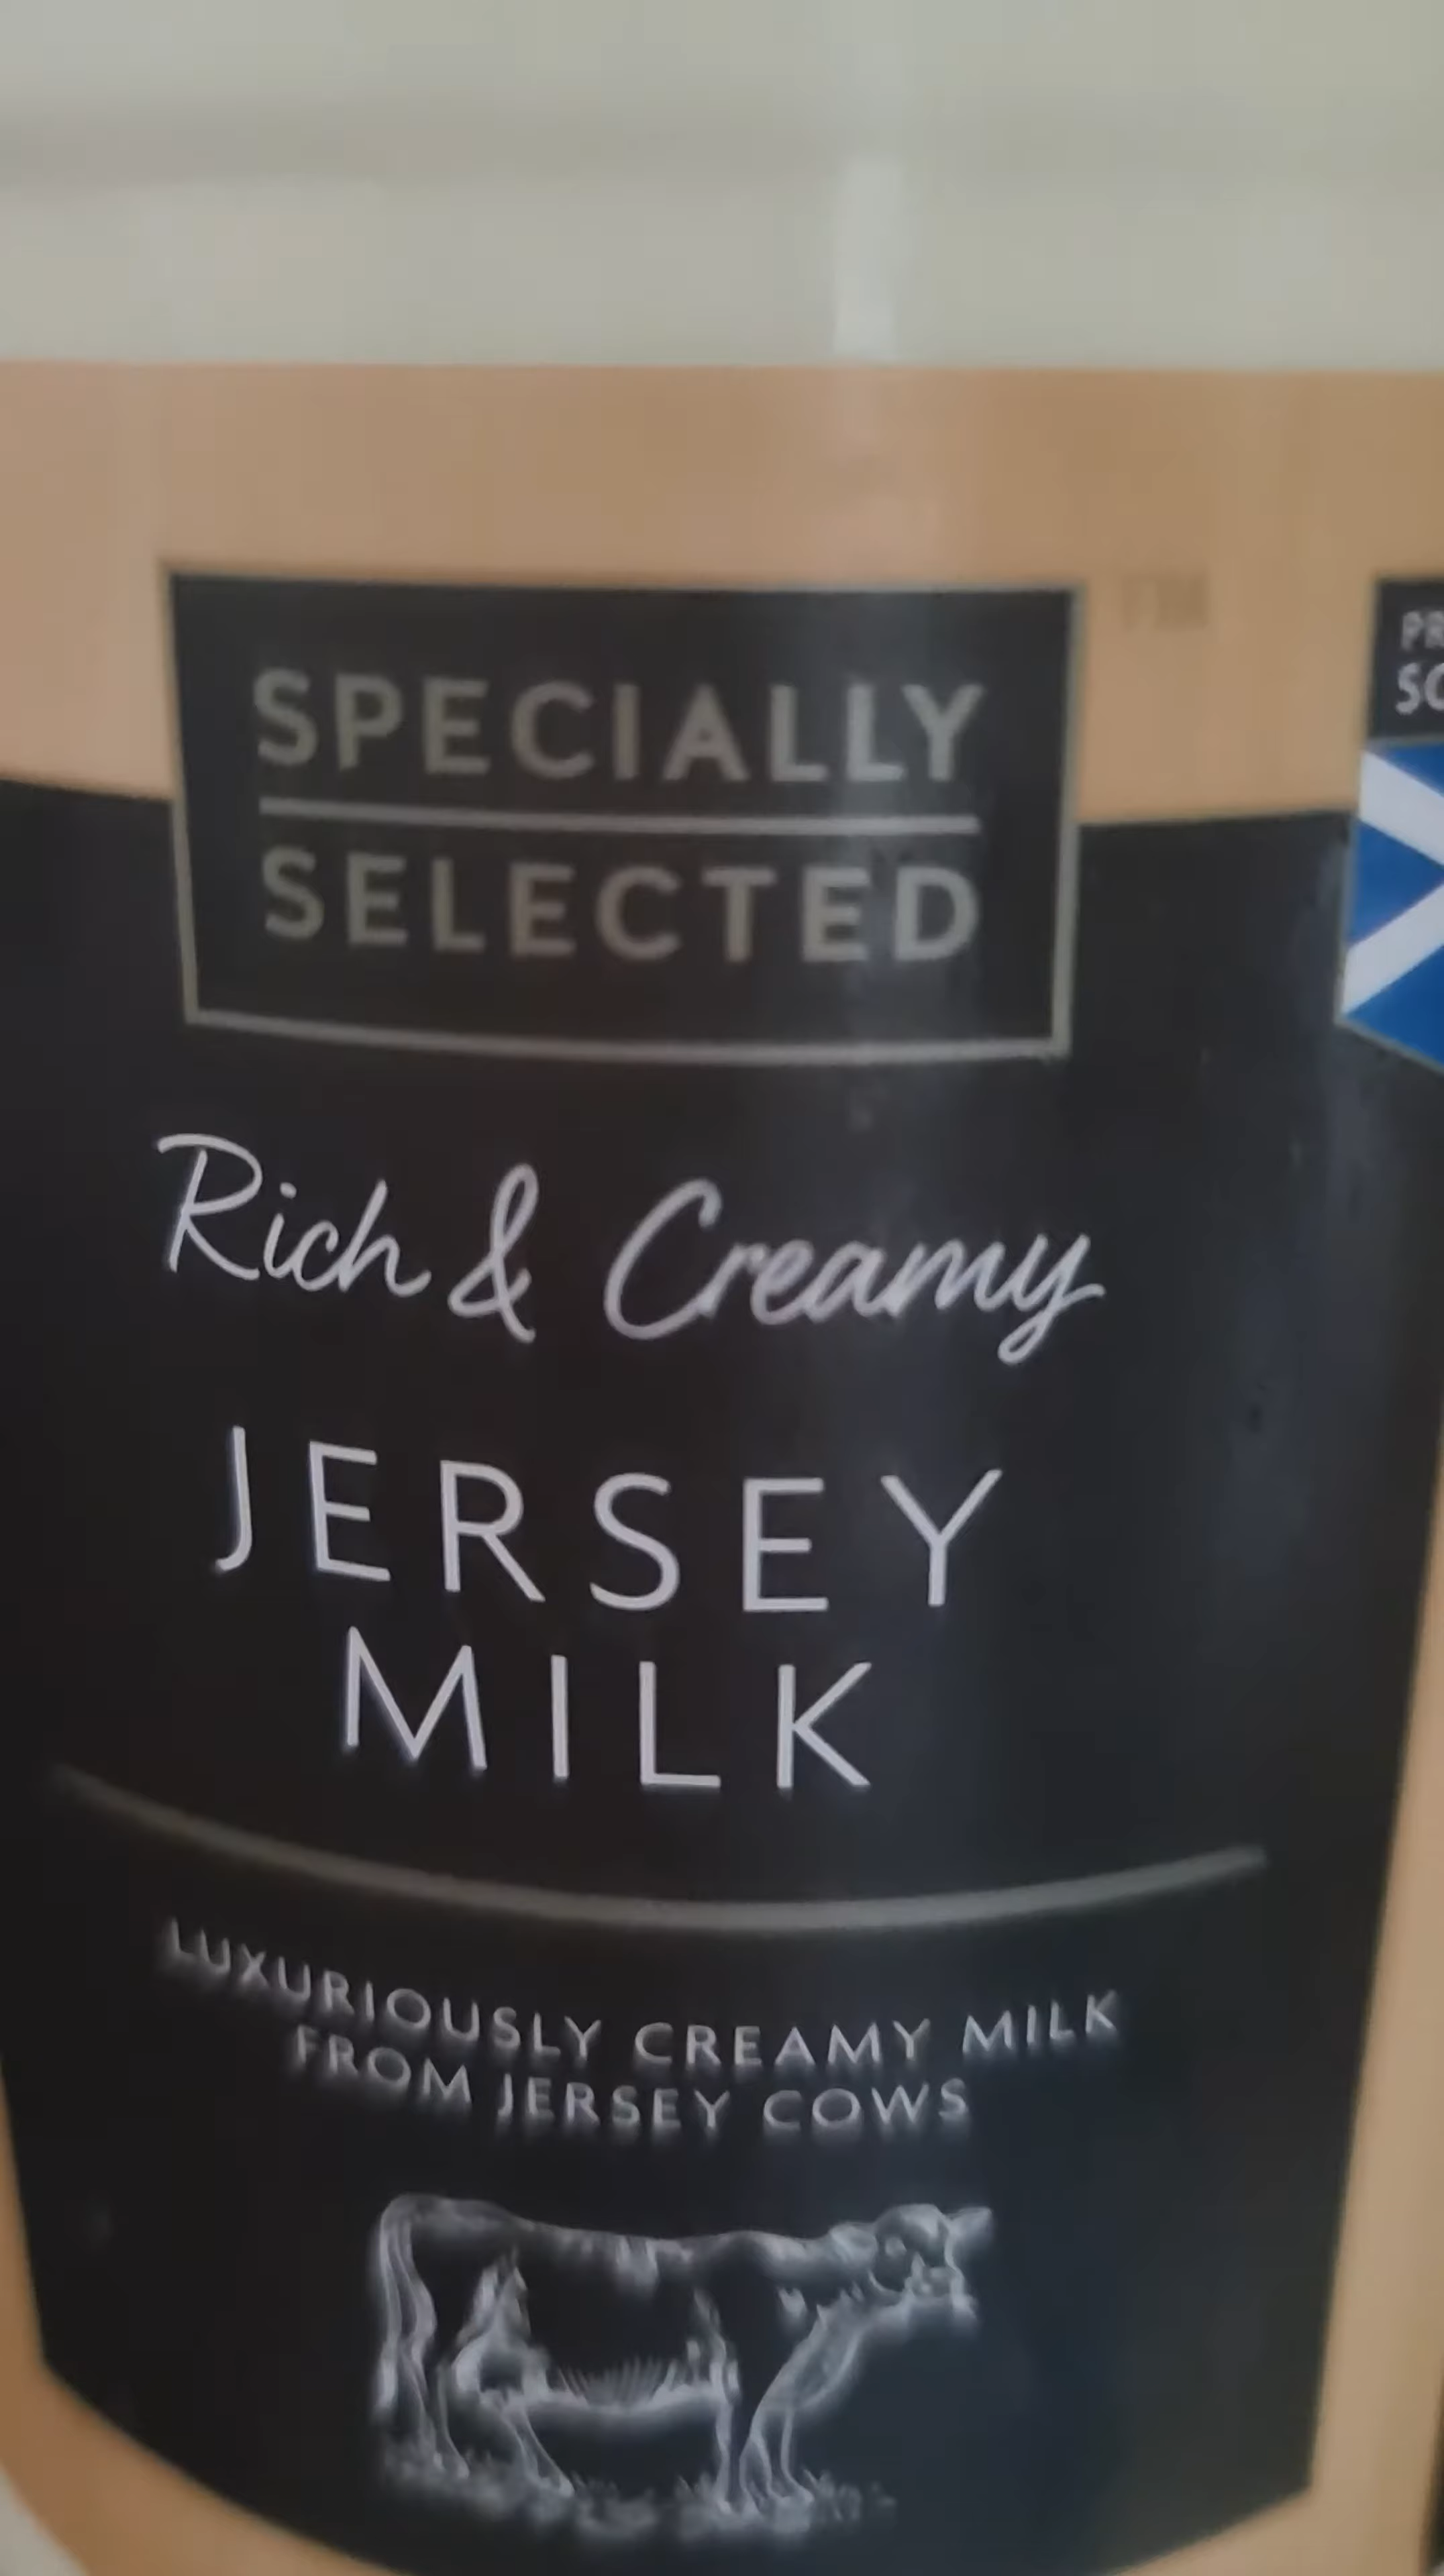 SPECIALLY
SELECTED
Rich & Creamy
JERSEY
MILK
LUXURIOUSLY CREAMY MILK
FROM JERSEY COWS